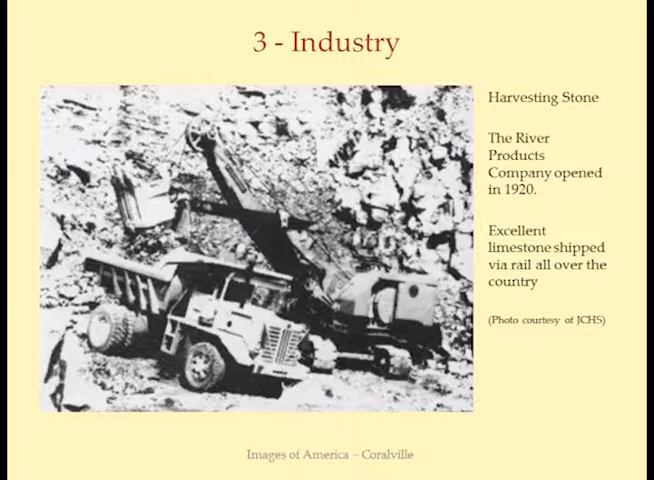 3 - Industry
Harvesting Stone
The River
Products
Company opened
in 1920.
Excellent
limestone shipped
via rail all over the
country
(Photo courtesy of JCHS)
Images of America – Coralville